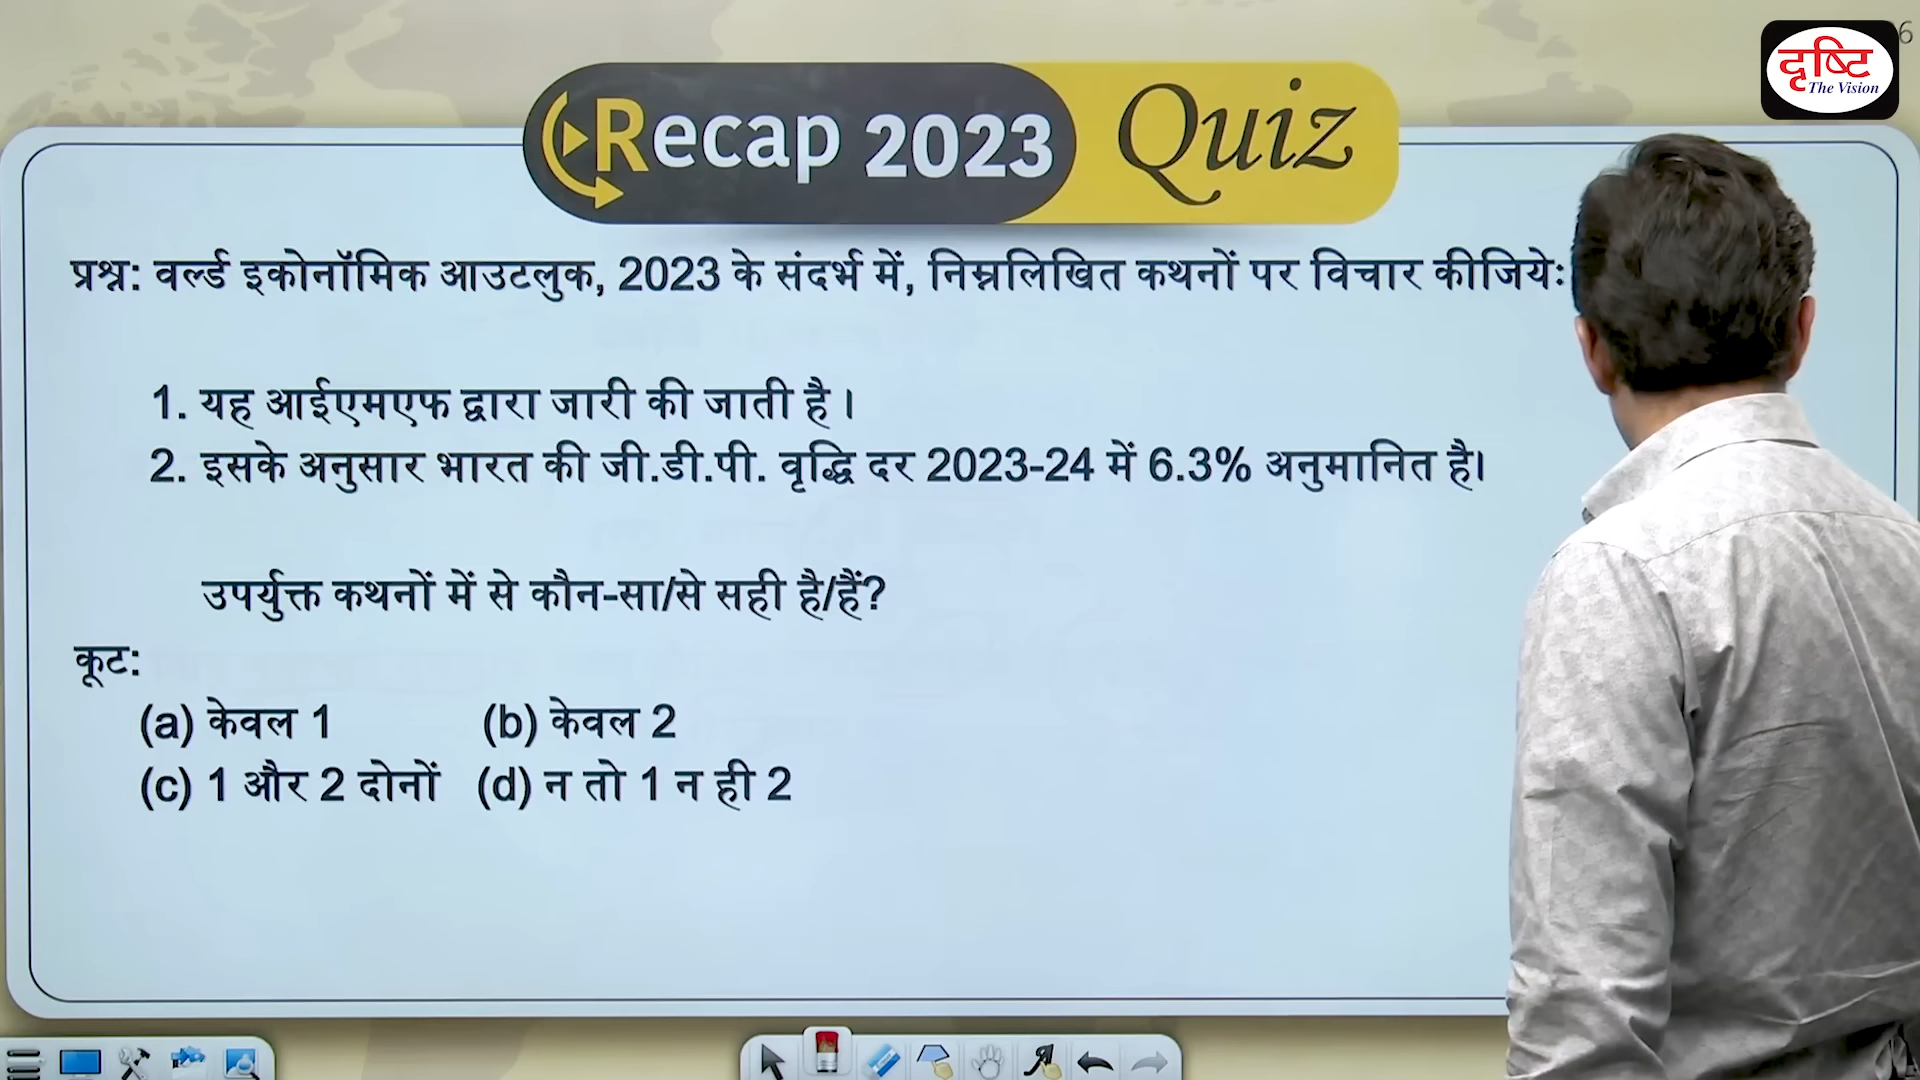 6
दृष्टि
The Vision
Recap 2023 Quiz
प्रश्न: वर्ल्ड इकोनॉमिक आउटलुक, 2023 के संदर्भ में, निम्नलिखित कथनों पर विचार कीजिये:
1. यह आईएमएफ द्वारा जारी की जाती है।
2. इसके अनुसार भारत की जी.डी.पी. वृद्धि दर 2023-24 में 6.3% अनुमानित है।
उपर्युक्त कथनों में से कौन-सा/से सही है/हैं?
कूट:
(a) केवल 1 (b) केवल 2
(c) 1 और 2 दोनों (d) न तो 1 न ही 2